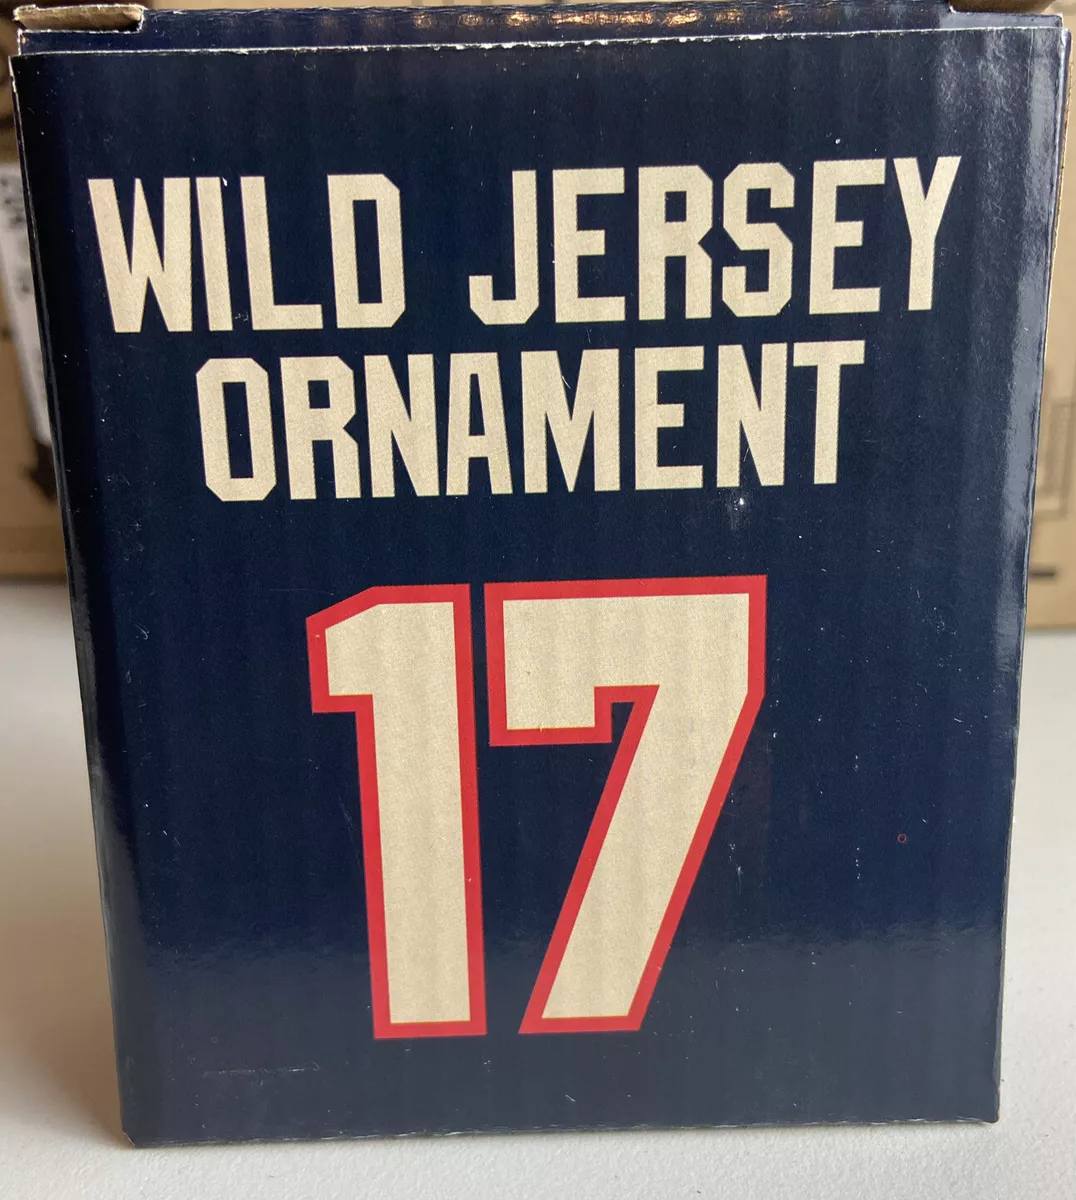 WILD JERSEY
ORNAMENT
17